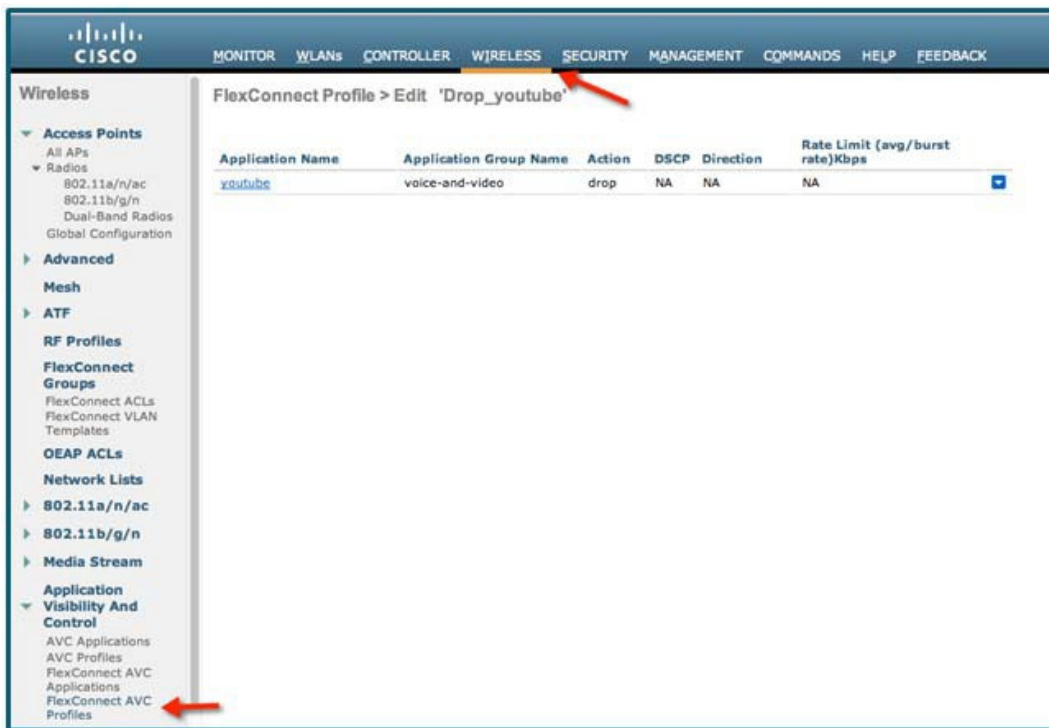 CISCO
MONITOR WLANs CONTROLLER WIRELESS SECURITY MANAGEMENT COMMANDS HELP FEEDBACK
Wireless
Access Points
All APs
Radios
802.11a/n/ac
802.11b/g/n
Dual-Band Radios
Global Configuration
Advanced
Mesh
ATF
RF Profiles
FlexConnect
Groups
FlexConnect ACLs
FlexConnect VLAN
Templates
OEAP ACLs
Network Lists
802.11a/n/ac
802.11b/g/n
Media Stream
Application
Visibility And
Control
AVC Applications
AVC Profiles
FlexConnect AVC
Applications
FlexConnect AVC
Profiles
FlexConnect Profile > Edit 'Drop_youtube'
Application Name Application Group Name Action DSCP Direction Rate Limit (avg/burst
rate)Kbps
youtube voice-and-video drop NA NA NA